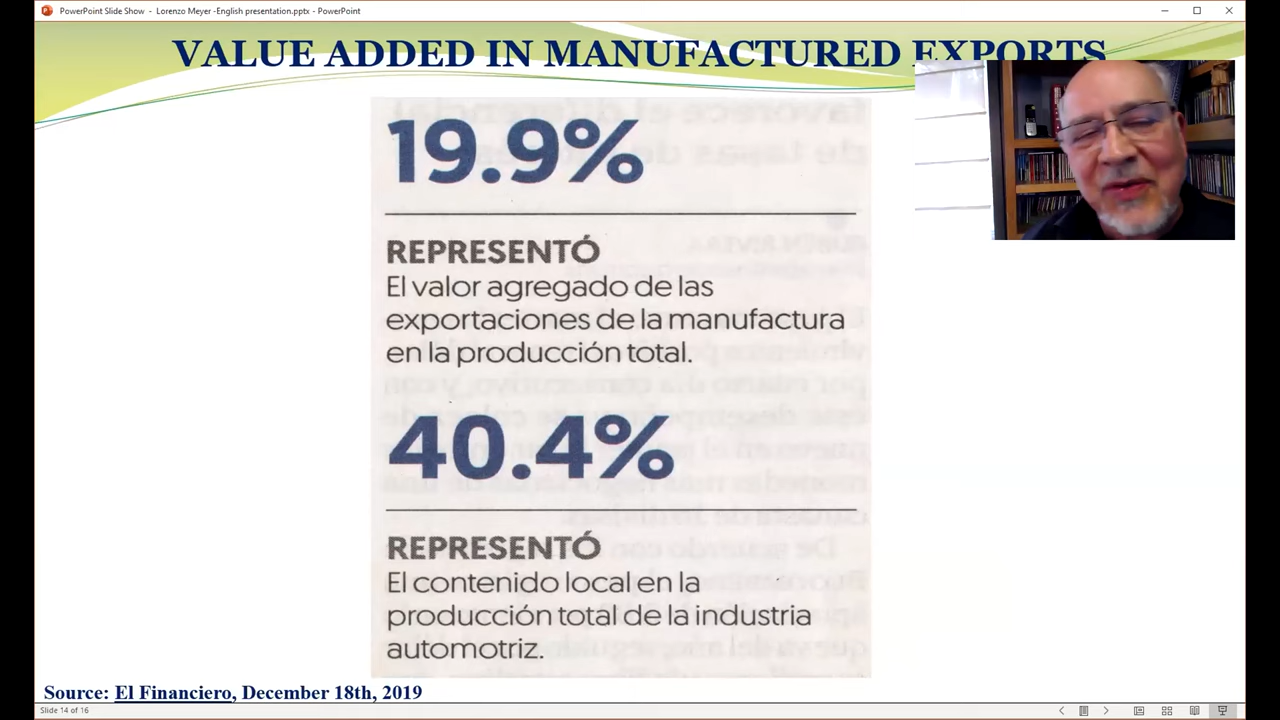 PowerPoint Slide Show - Lorenzo Meyer -English presentation.pptx - PowerPoint
VALUE ADDED IN MANUFACTURED EXPORTS
19.9%
REPRESENTÓ
El valor agregado de las
exportaciones de la manufactura
en la producción total.
40.4%
REPRESENTÓ
El contenido local en la
producción total de la industria
automotriz.
Source: El Financiero, December 18th, 2019
Slide 14 of 16